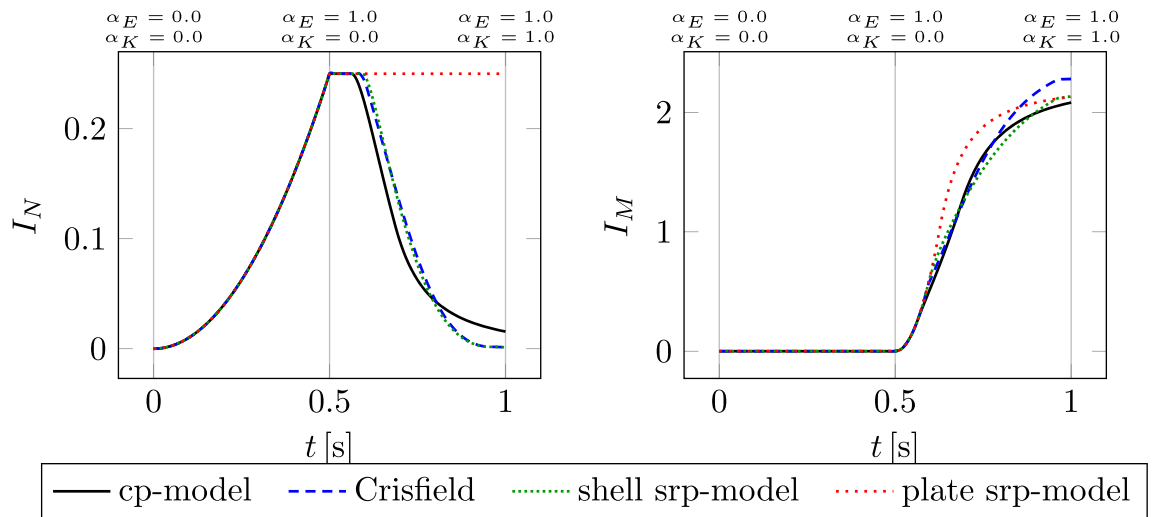 α_E = 0.0 α_E = 1.0 α_E = 1.0
α_K = 0.0 α_K = 0.0 α_K = 1.0
I_N
0.2
0.1
0
0 0.5 1
t [s]
α_E = 0.0 α_E = 1.0 α_E = 1.0
α_K = 0.0 α_K = 0.0 α_K = 1.0
I_M
2
1
0
0 0.5 1
t [s]
cp-model Crisfield shell srp-model plate srp-model